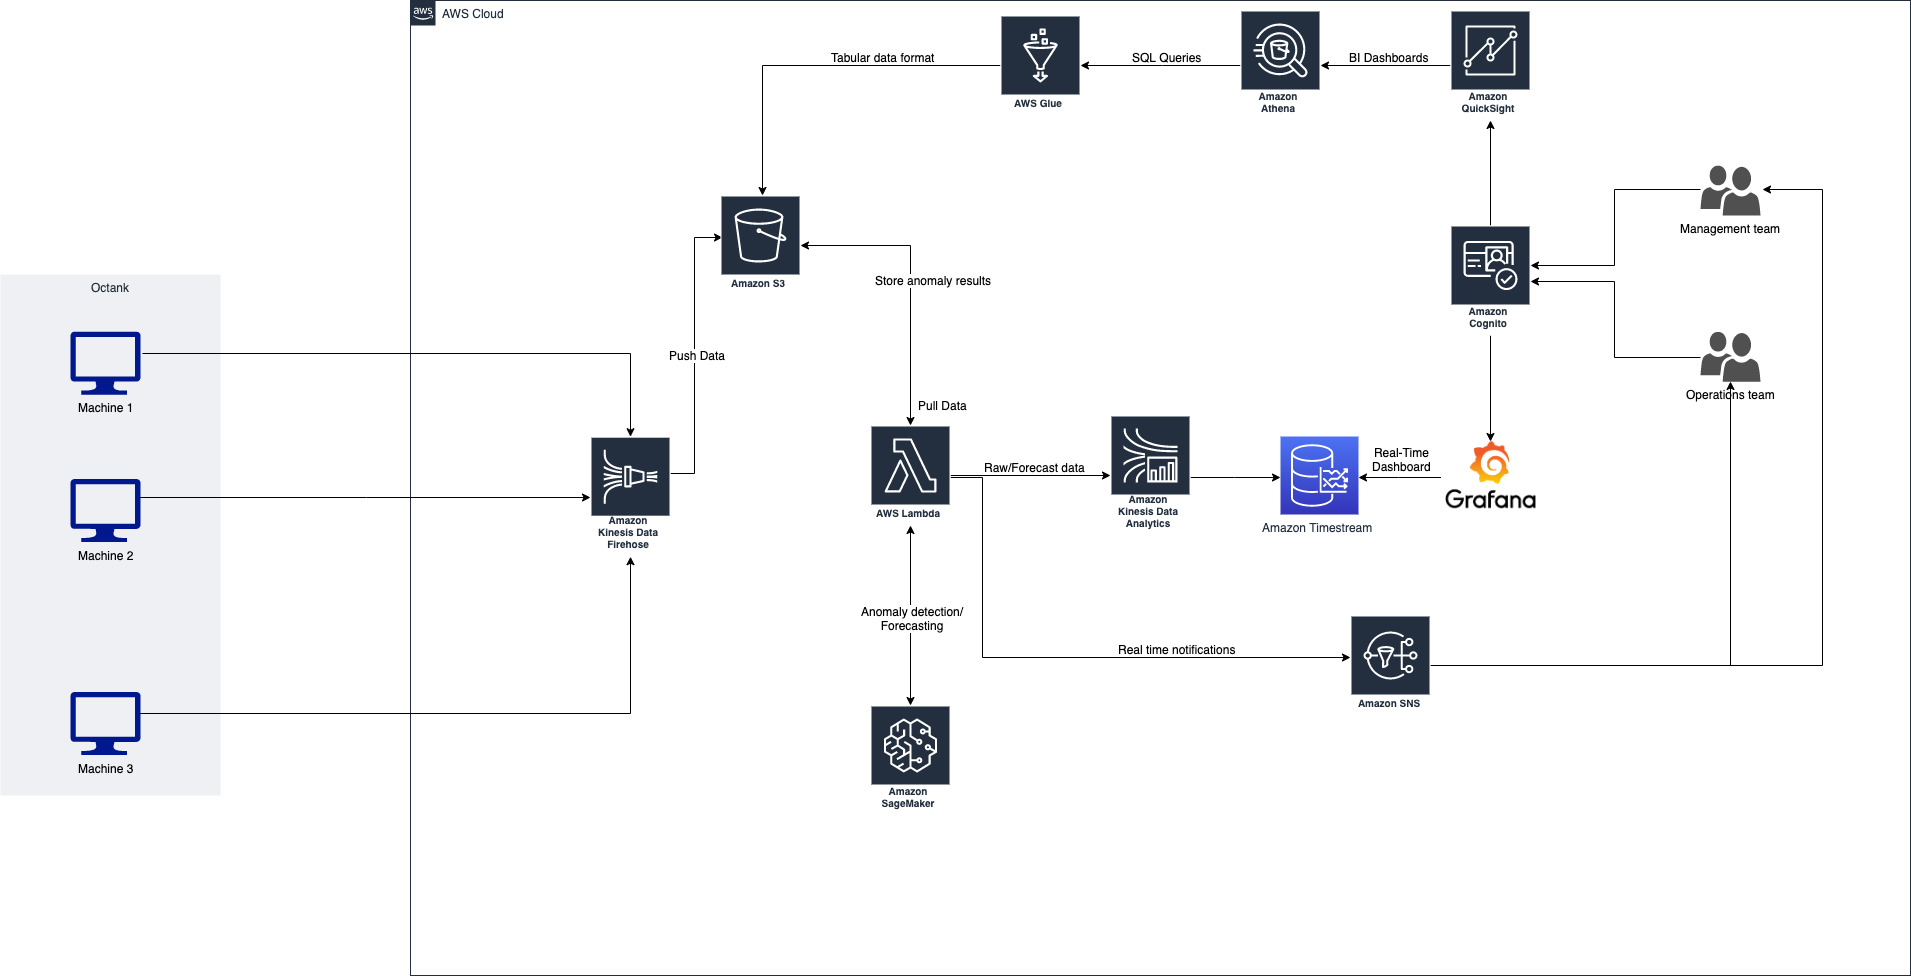 aws
AWS Cloud
Tabular data format
AWS Glue
SQL Queries
Amazon
Athena
BI Dashboards
Amazon
QuickSight
Management team
Amazon S3
Store anomaly results
Amazon
Cognito
Octank
Machine 1
Push Data
Pull Data
Operations team
Machine 2
Amazon
Kinesis Data
Firehose
AWS Lambda
Raw/Forecast data
Amazon
Kinesis Data
Analytics
Amazon Timestream
Real-Time
Dashboard
Grafana
Anomaly detection/
Forecasting
Real time notifications
Amazon SNS
Machine 3
Amazon
SageMaker